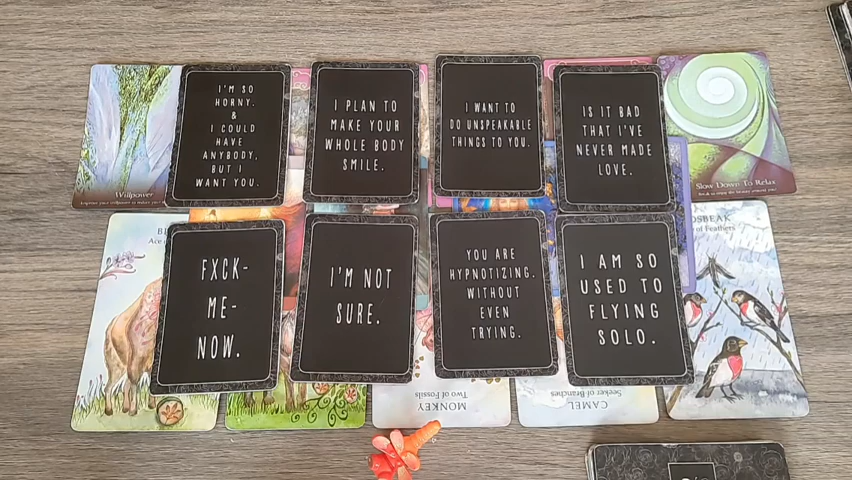 I'M SO
HORNY.
&
I COULD
HAVE
ANYBODY,
BUT I
WANT YOU.
I PLAN TO
MAKE YOUR
WHOLE BODY
SMILE.
I WANT TO
DO UNSPEAKABLE
THINGS TO YOU.
IS IT BAD
THAT I'VE
NEVER MADE
LOVE.
Willpower
Slow Down To Relax
FXCK-
ME-
NOW.
I'M NOT
SURE.
YOU ARE
HYPNOTIZING.
WITHOUT
EVEN
TRYING.
I AM SO
USED TO
FLYING
SOLO.
OSBEAK
of Feathers
Ace
MONKEY
Two of Fossils
CAMEL
Seeker of Branches